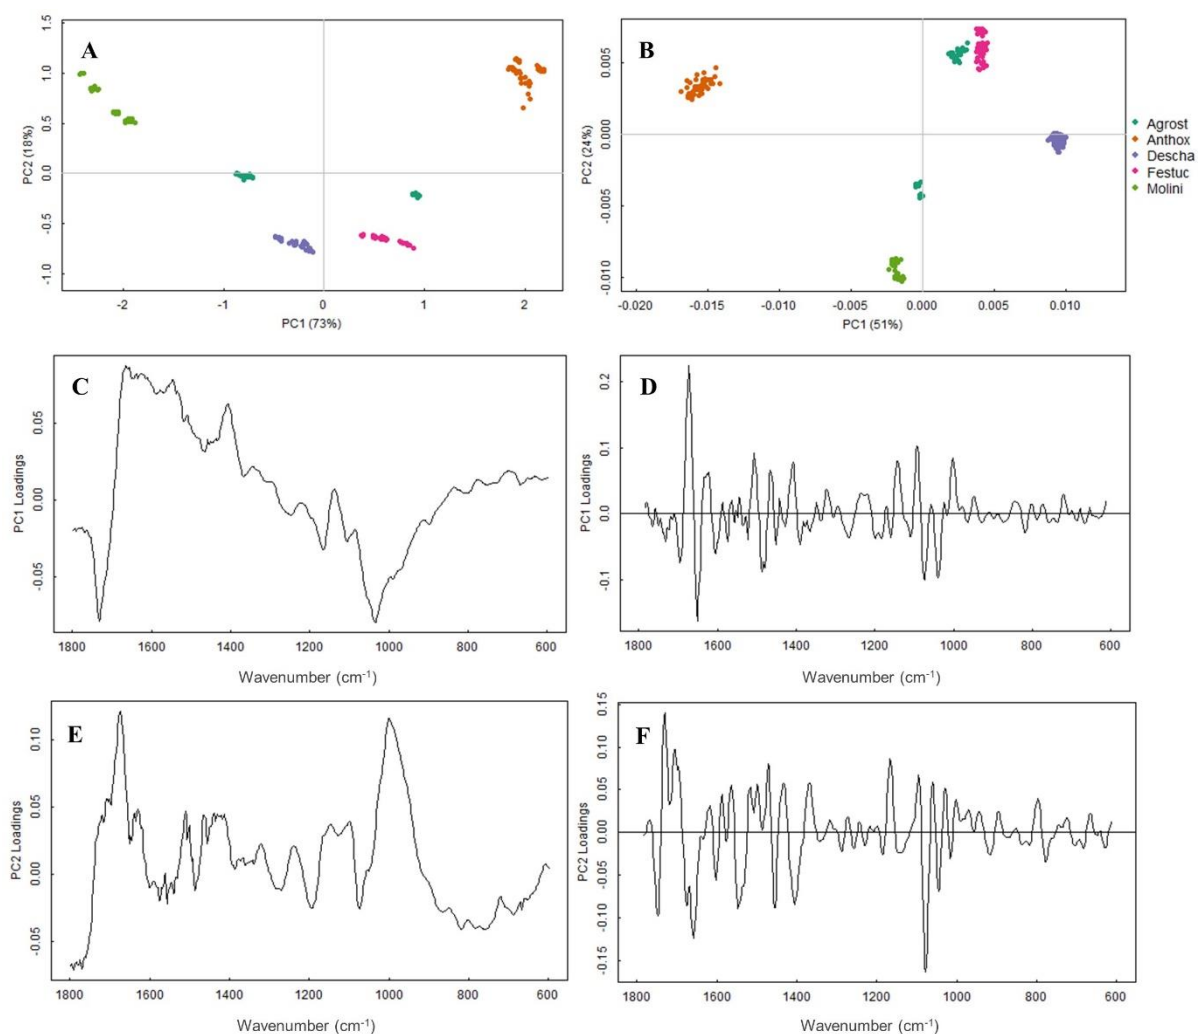 A
PC2 (18%)
1.5
1.0
0.5
0.0
-0.5
-1.0
-2
-1
0
1
2
PC1 (73%)
B
PC2 (24%)
0.005
0.000
-0.005
-0.010
-0.020
-0.015
-0.010
-0.005
0.000
0.005
0.010
PC1 (51%)
Agrost
Anthox
Descha
Festuc
Molini
C
PC1 Loadings
0.05
0.00
-0.05
1800 1600 1400 1200 1000 800 600
Wavenumber (cm⁻¹)
D
PC1 Loadings
0.2
0.1
0.0
-0.1
1800 1600 1400 1200 1000 800 600
Wavenumber (cm⁻¹)
E
PC2 Loadings
0.10
0.05
0.00
-0.05
1800 1600 1400 1200 1000 800 600
Wavenumber (cm⁻¹)
F
PC2 Loadings
0.15
0.10
0.05
0.00
-0.05
-0.10
-0.15
1800 1600 1400 1200 1000 800 600
Wavenumber (cm⁻¹)